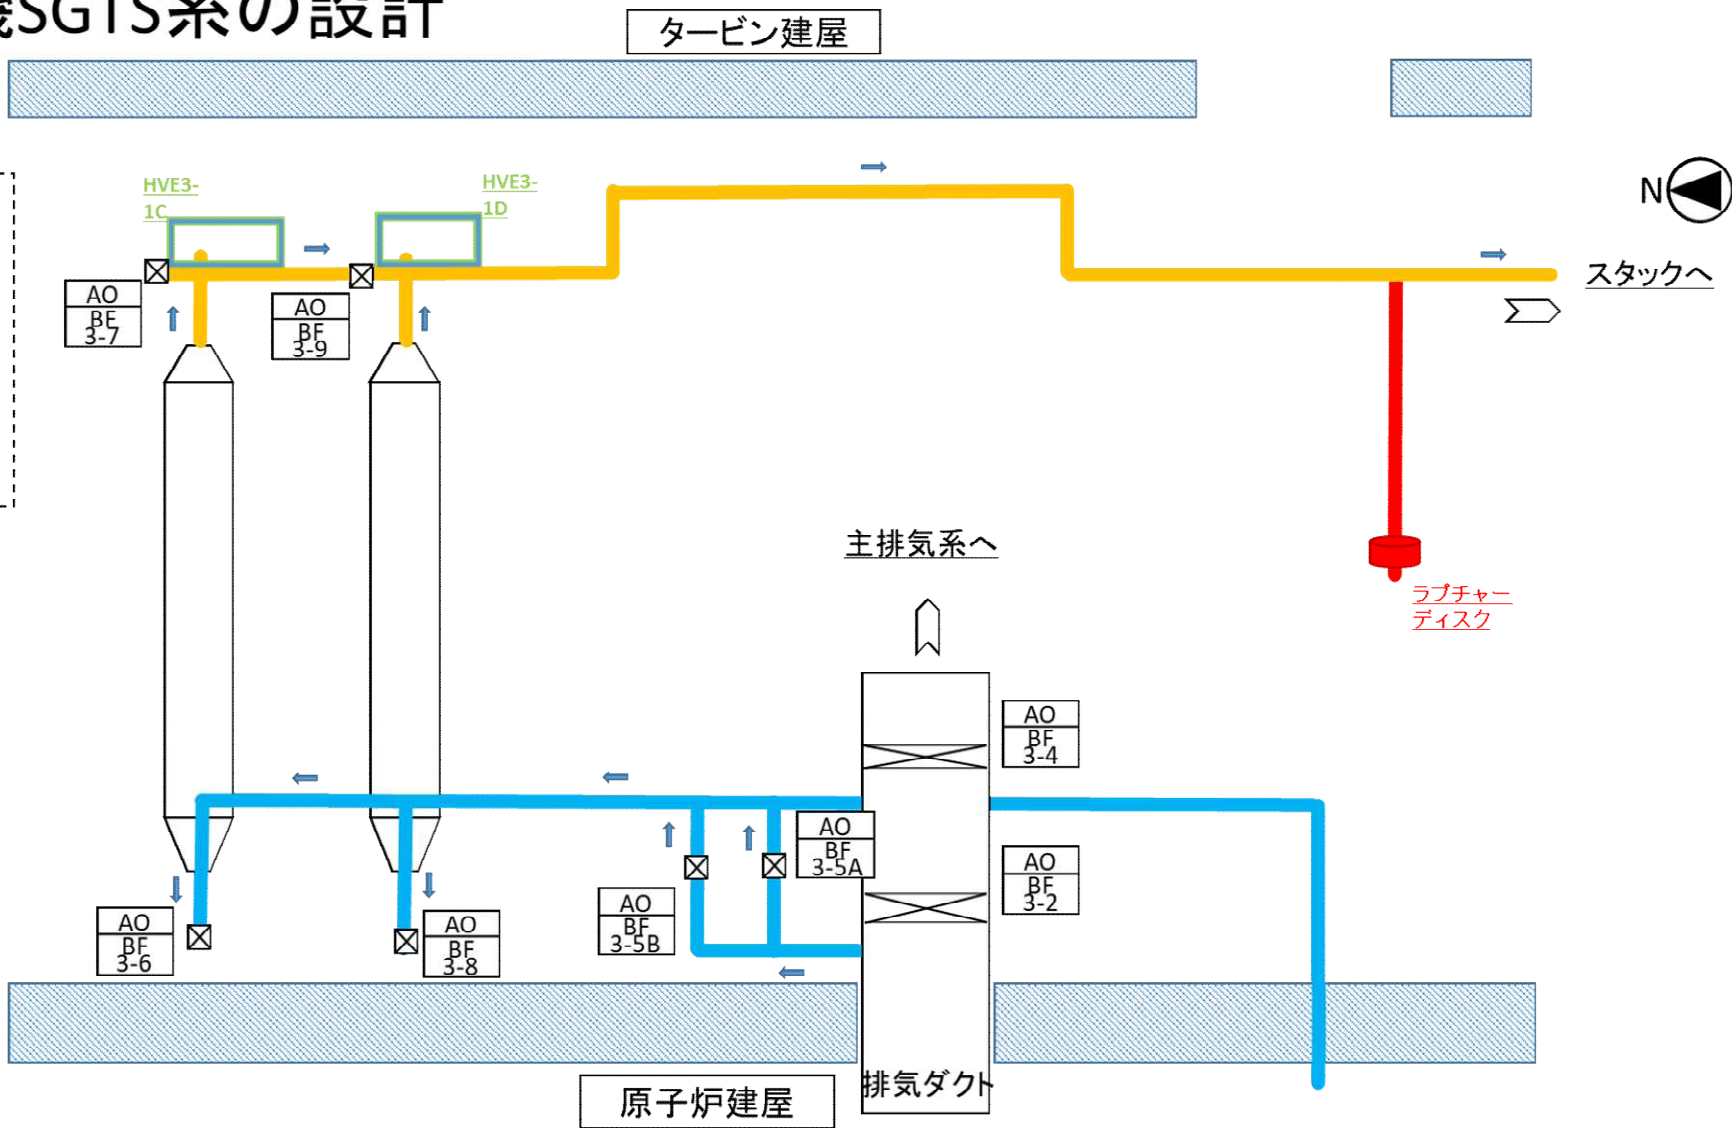 機SGTS系の設計
タービン建屋
HVE3-
1C
HVE3-
1D
N
スタックへ
AO
BF
3-7
AO
BF
3-9
主排気系へ
ラプチャー
ディスク
AO
BF
3-4
AO
BF
3-5A
AO
BF
3-2
AO
BF
3-5B
AO
BF
3-6
AO
BF
3-8
排気ダクト
原子炉建屋